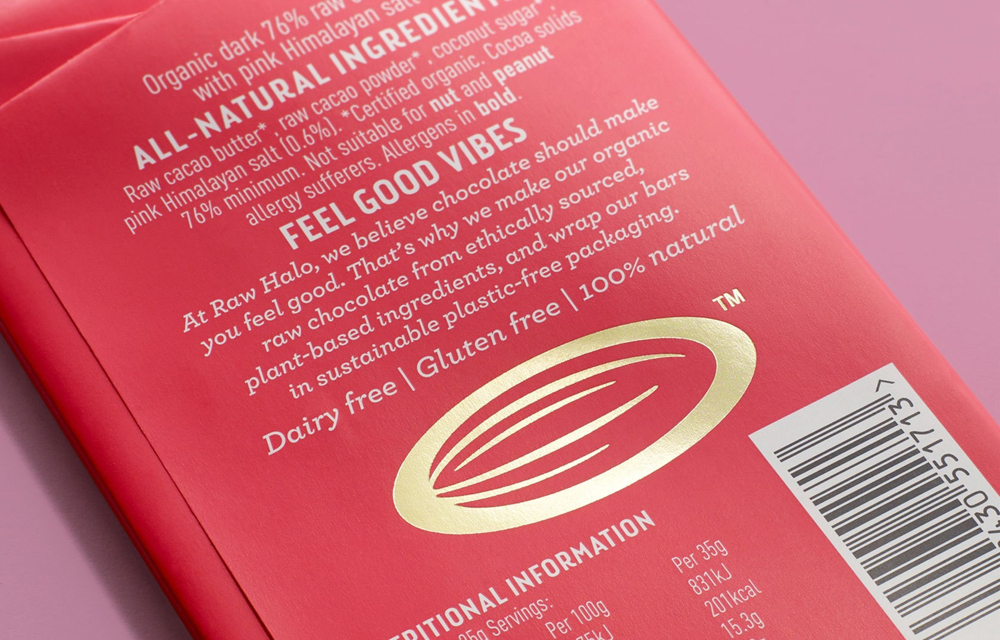 Organic dark 76% raw
with pink Himalayan salt
ALL-NATURAL INGREDIENTS
Raw cacao butter*, raw cacao powder*, coconut sugar*,
pink Himalayan salt (0.6%). *Certified organic. Cocoa solids
76% minimum. Not suitable for nut and peanut
allergy sufferers. Allergens in bold.
FEEL GOOD VIBES
At Raw Halo, we believe chocolate should make
you feel good. That's why we make our organic
raw chocolate from ethically sourced,
plant-based ingredients, and wrap our bars
in sustainable plastic-free packaging.
Dairy free | Gluten free | 100% natural
TM
NUTRITIONAL INFORMATION
Servings:
Per 100g
Per 35g
831kJ
201kcal
15.3g
551713 >